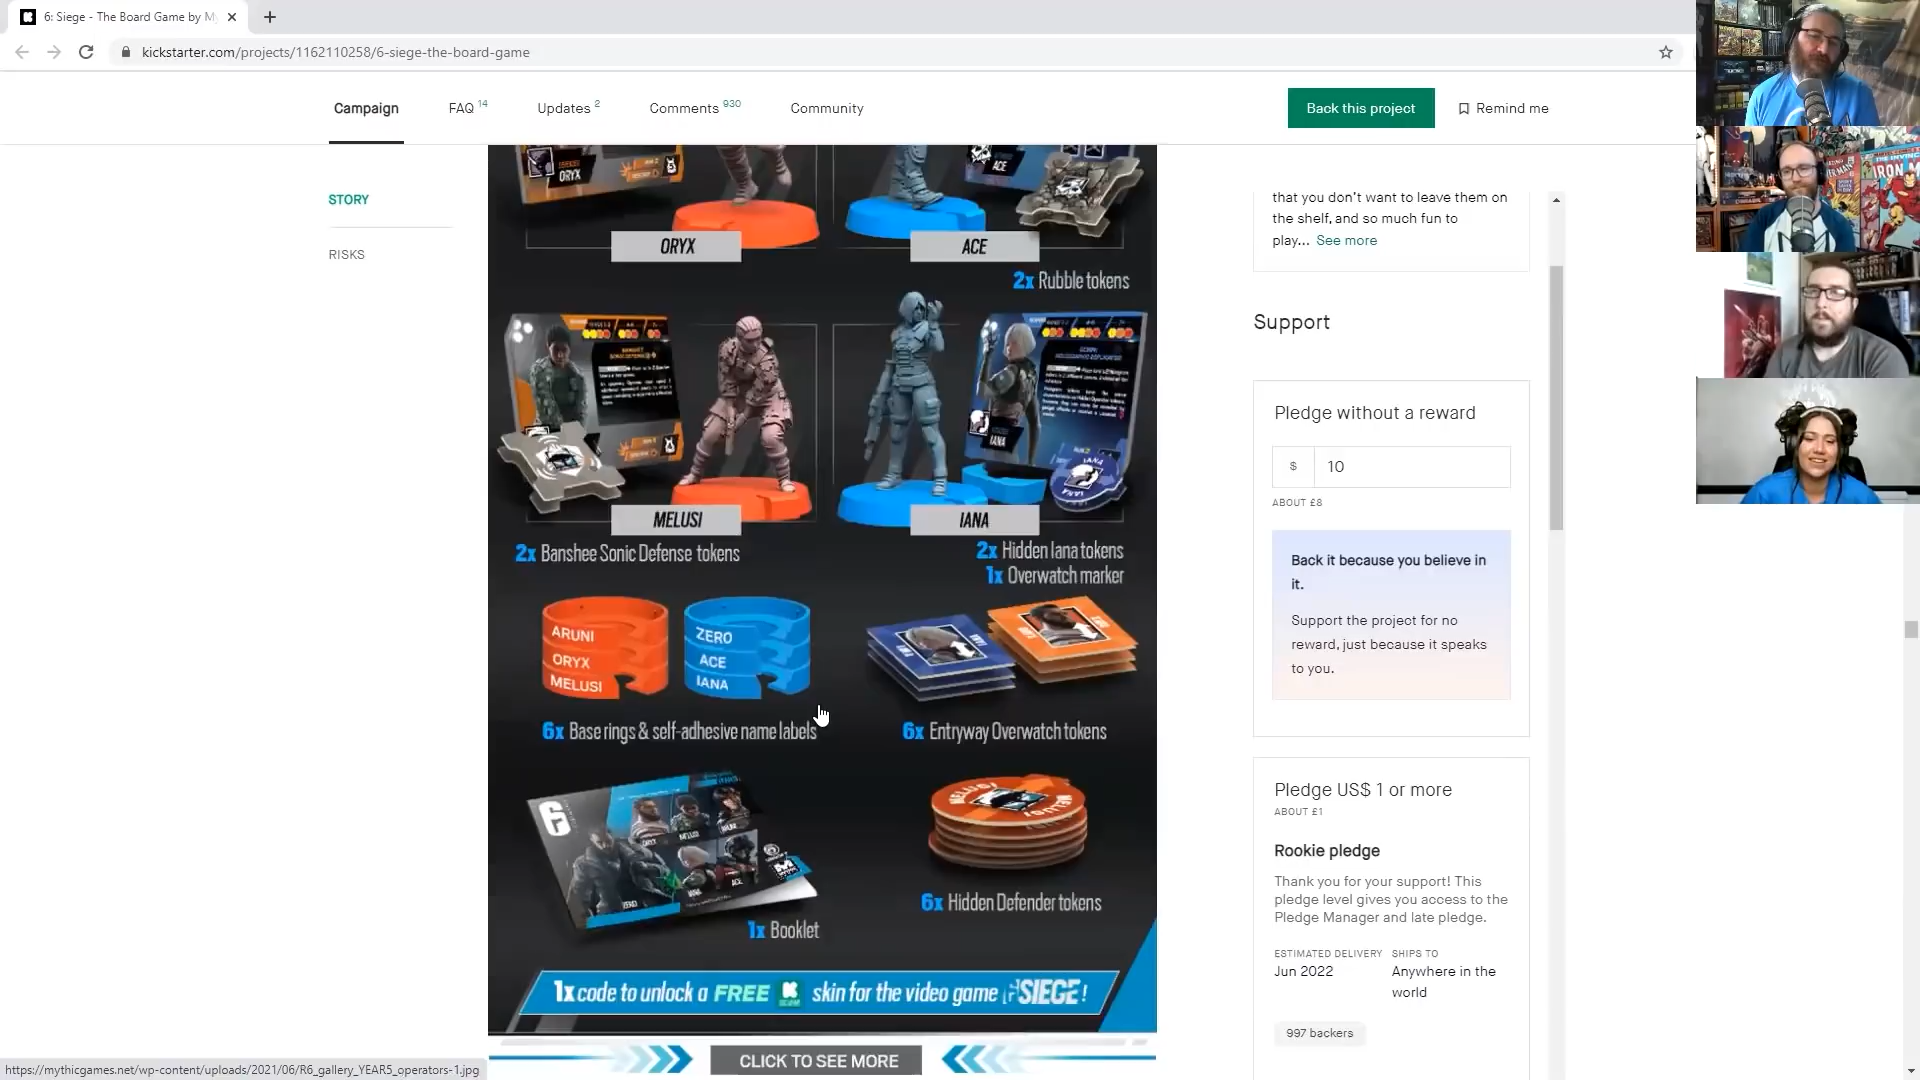 6: Siege - The Board Game by My
kickstarter.com/projects/1162110258/6-siege-the-board-game
Campaign
FAQ 14
Updates 2
Comments 930
Community
Back this project
Remind me
STORY
RISKS
ORYX
ACE
ORYX
ACE
2x Rubble tokens
IANA
IANA
MELUSI
IANA
2x Banshee Sonic Defense tokens
2x Hidden Iana tokens
1x Overwatch marker
ARUNI
ORYX
MELUSI
ZERO
ACE
IANA
6x Base rings & self-adhesive name labels
6x Entryway Overwatch tokens
MELUSI
6x Hidden Defender tokens
1x Booklet
1x code to unlock a FREE skin for the video game SIEGE!
CLICK TO SEE MORE
that you don't want to leave them on
the shelf, and so much fun to
play... See more
Support
Pledge without a reward
$ 10
ABOUT £8
Back it because you believe in
it.
Support the project for no
reward, just because it speaks
to you.
Pledge US$ 1 or more
ABOUT £1
Rookie pledge
Thank you for your support! This
pledge level gives you access to the
Pledge Manager and late pledge.
ESTIMATED DELIVERY
Jun 2022
SHIPS TO
Anywhere in the
world
997 backers
IRON M
https://mythicgames.net/wp-content/uploads/2021/06/R6_gallery_YEAR5_operators-1.jpg